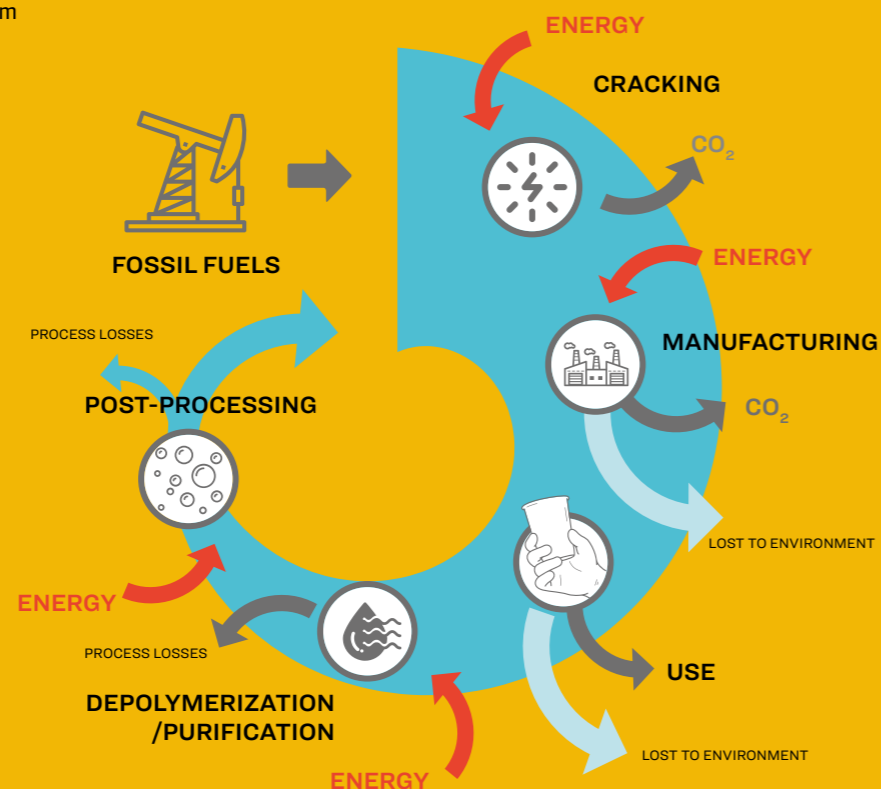 m
ENERGY
CRACKING
CO₂
FOSSIL FUELS
ENERGY
PROCESS LOSSES
MANUFACTURING
POST-PROCESSING
CO₂
LOST TO ENVIRONMENT
ENERGY
PROCESS LOSSES
USE
DEPOLYMERIZATION
/PURIFICATION
LOST TO ENVIRONMENT
ENERGY